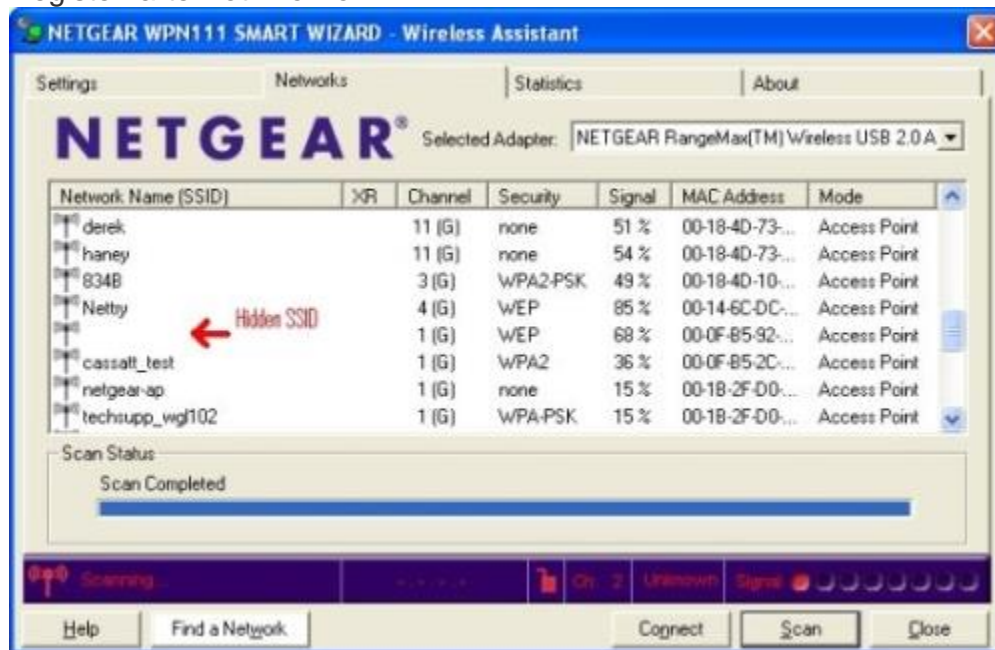 NETGEAR WPN111 SMART WIZARD - Wireless Assistant
Settings Networks Statistics About
NETGEAR® Selected Adapter: NETGEAR RangeMax(TM) Wireless USB 2.0 A
Network Name (SSID) XR Channel Security Signal MAC Address Mode
derek 11 (G) none 51 % 00-18-4D-73-... Access Point
haney 11 (G) none 54 % 00-18-4D-73-... Access Point
834B 3 (G) WPA2-PSK 49 % 00-18-4D-10-... Access Point
Netby 4 (G) WEP 85 % 00-14-6C-DC-... Access Point
Hidden SSID
1 (G) WEP 68 % 00-0F-B5-92-... Access Point
cassatt_test 1 (G) WPA2 36 % 00-0F-B5-2C-... Access Point
netgear-ap 1 (G) none 15 % 00-1B-2F-D0-... Access Point
techsupp_wgl102 1 (G) WPA-PSK 15 % 00-1B-2F-D0-... Access Point
Scan Status
Scan Completed
Scanning... Ch: 2 Unknown Signal
Help Find a Network Connect Scan Close